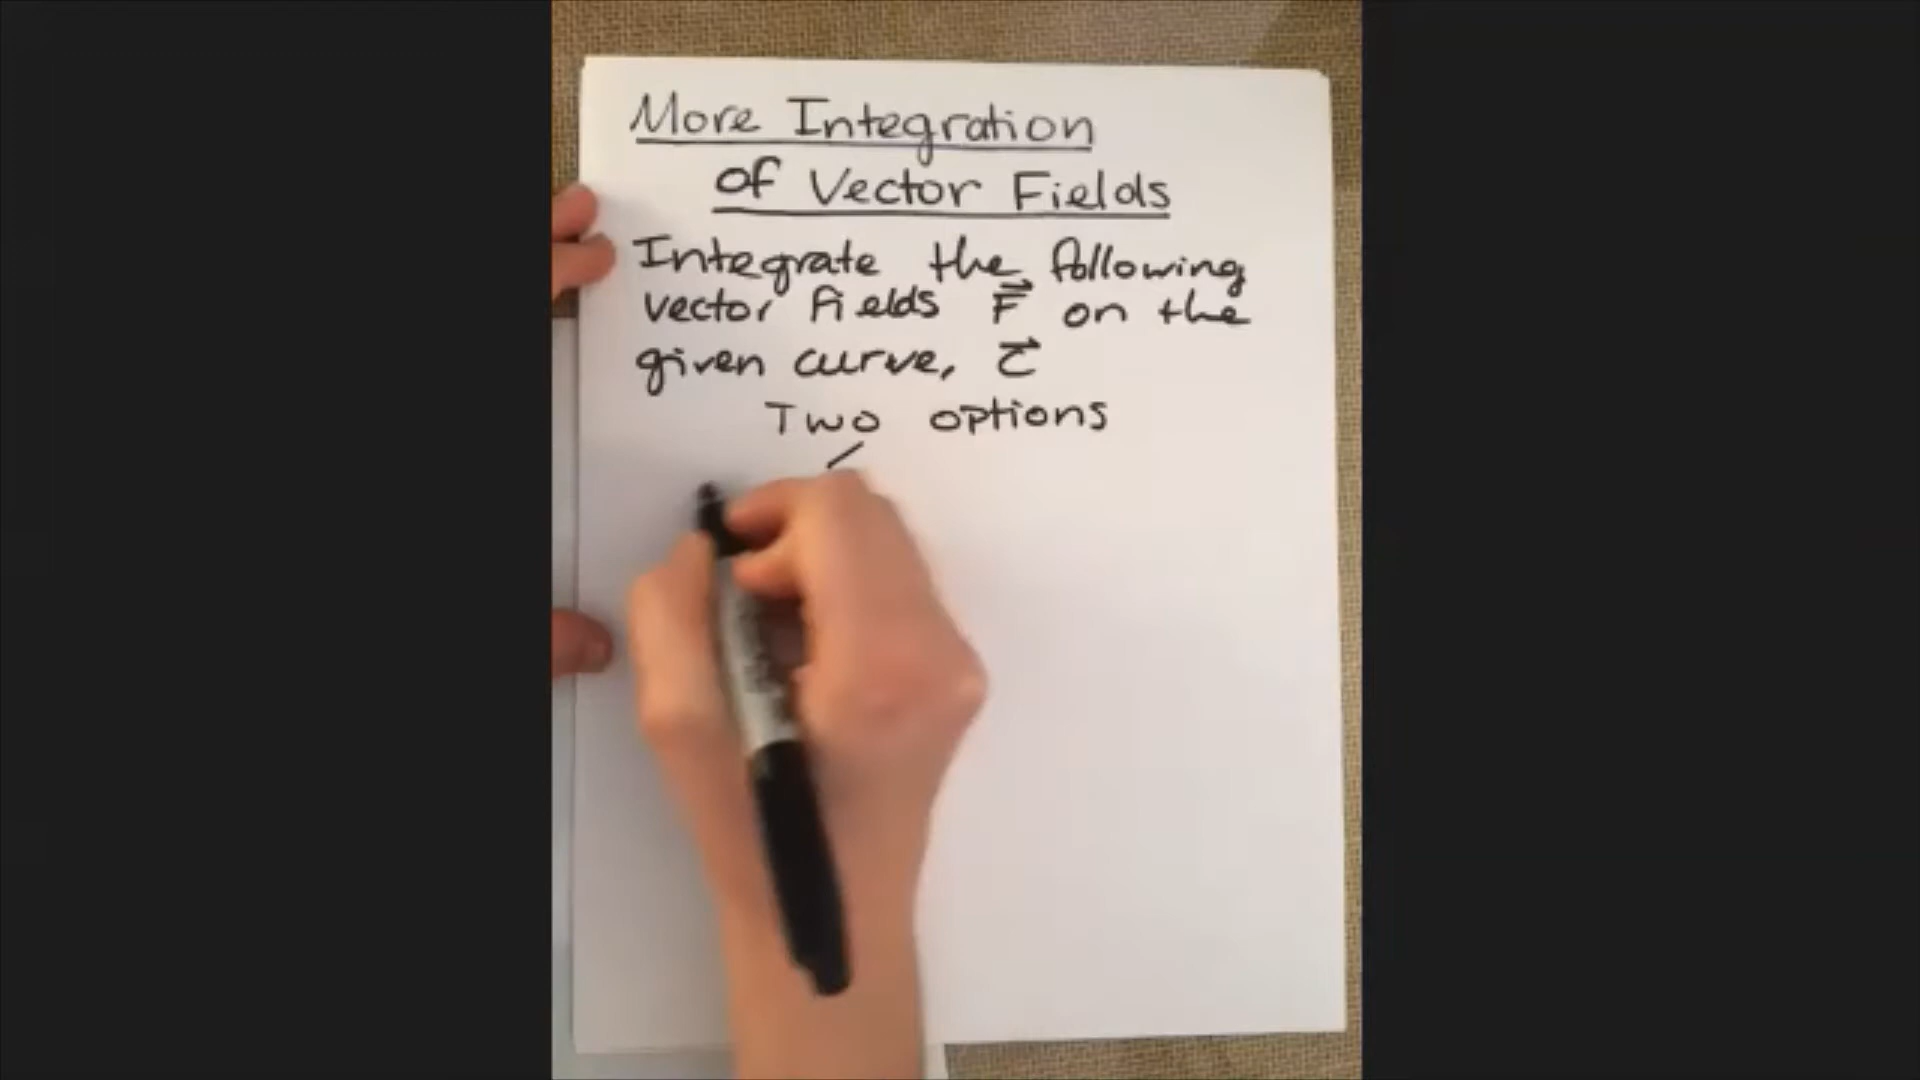 More Integration
of Vector Fields
Integrate the following
vector fields F⃗ on the
given curve, c⃗
Two options